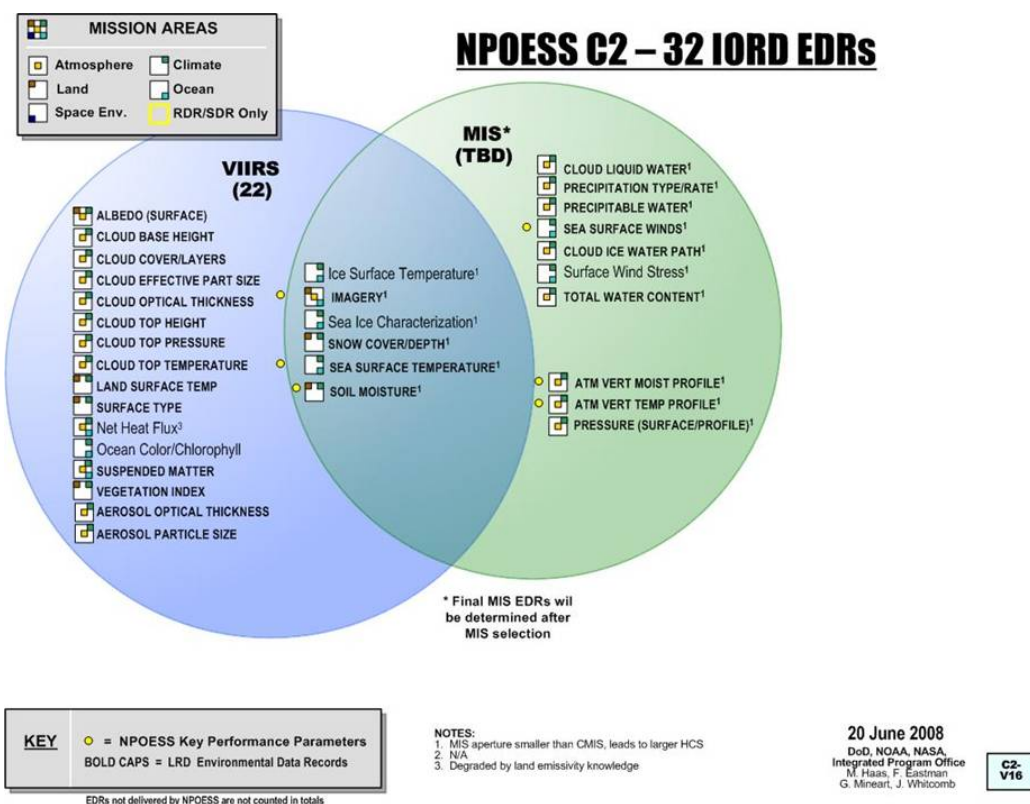 MISSION AREAS
Atmosphere
Climate
Land
Ocean
Space Env.
RDR/SDR Only
NPOESS C2 – 32 IORD EDRs
VIIRS
(22)
ALBEDO (SURFACE)
CLOUD BASE HEIGHT
CLOUD COVER/LAYERS
CLOUD EFFECTIVE PART SIZE
CLOUD OPTICAL THICKNESS
CLOUD TOP HEIGHT
CLOUD TOP PRESSURE
CLOUD TOP TEMPERATURE
LAND SURFACE TEMP
SURFACE TYPE
Net Heat Flux³
Ocean Color/Chlorophyll
SUSPENDED MATTER
VEGETATION INDEX
AEROSOL OPTICAL THICKNESS
AEROSOL PARTICLE SIZE
Ice Surface Temperature¹
IMAGERY¹
Sea Ice Characterization¹
SNOW COVER/DEPTH¹
SEA SURFACE TEMPERATURE¹
SOIL MOISTURE¹
MIS*
(TBD)
CLOUD LIQUID WATER¹
PRECIPITATION TYPE/RATE¹
PRECIPITABLE WATER¹
SEA SURFACE WINDS¹
CLOUD ICE WATER PATH¹
Surface Wind Stress¹
TOTAL WATER CONTENT¹
ATM VERT MOIST PROFILE¹
ATM VERT TEMP PROFILE¹
PRESSURE (SURFACE/PROFILE)¹
* Final MIS EDRs wil
be determined after
MIS selection
KEY
= NPOESS Key Performance Parameters
BOLD CAPS = LRD Environmental Data Records
EDRs not delivered by NPOESS are not counted in totals
NOTES:
1. MIS aperture smaller than CMIS, leads to larger HCS
2. N/A
3. Degraded by land emissivity knowledge
20 June 2008
DoD, NOAA, NASA,
Integrated Program Office
M. Haas, F. Eastman
G. Mineart, J. Whitcomb
C2-
V16